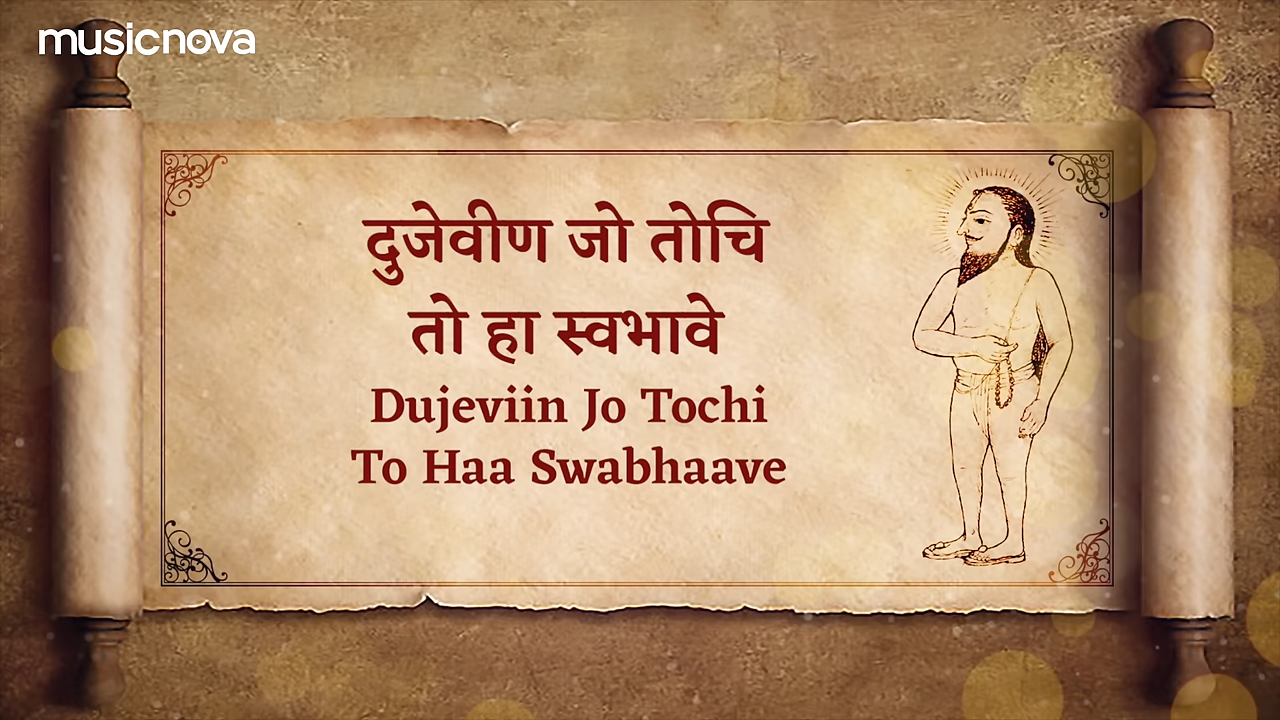 musicnova
दुजेवीण जो तोचि
तो हा स्वभावे
Dujeviin Jo Tochi
To Haa Swabhaave